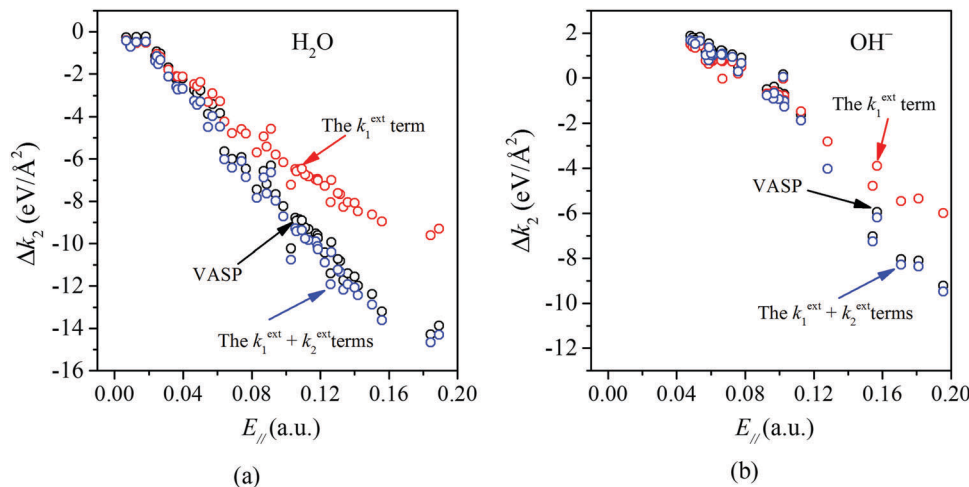 H₂O
OH⁻
0
-2
-4
-6
-8
-10
-12
-14
-16
Δk₂ (eV/Å²)
The k₁ᵉˣᵗ term
VASP
The k₁ᵉˣᵗ + k₂ᵉˣᵗterms
0.00 0.04 0.08 0.12 0.16 0.20
E// (a.u.)
(a)
2
0
-2
-4
-6
-8
-10
-12
Δk₂ (eV/Å²)
The k₁ᵉˣᵗ term
VASP
The k₁ᵉˣᵗ + k₂ᵉˣᵗ terms
0.00 0.04 0.08 0.12 0.16 0.20
E// (a.u.)
(b)